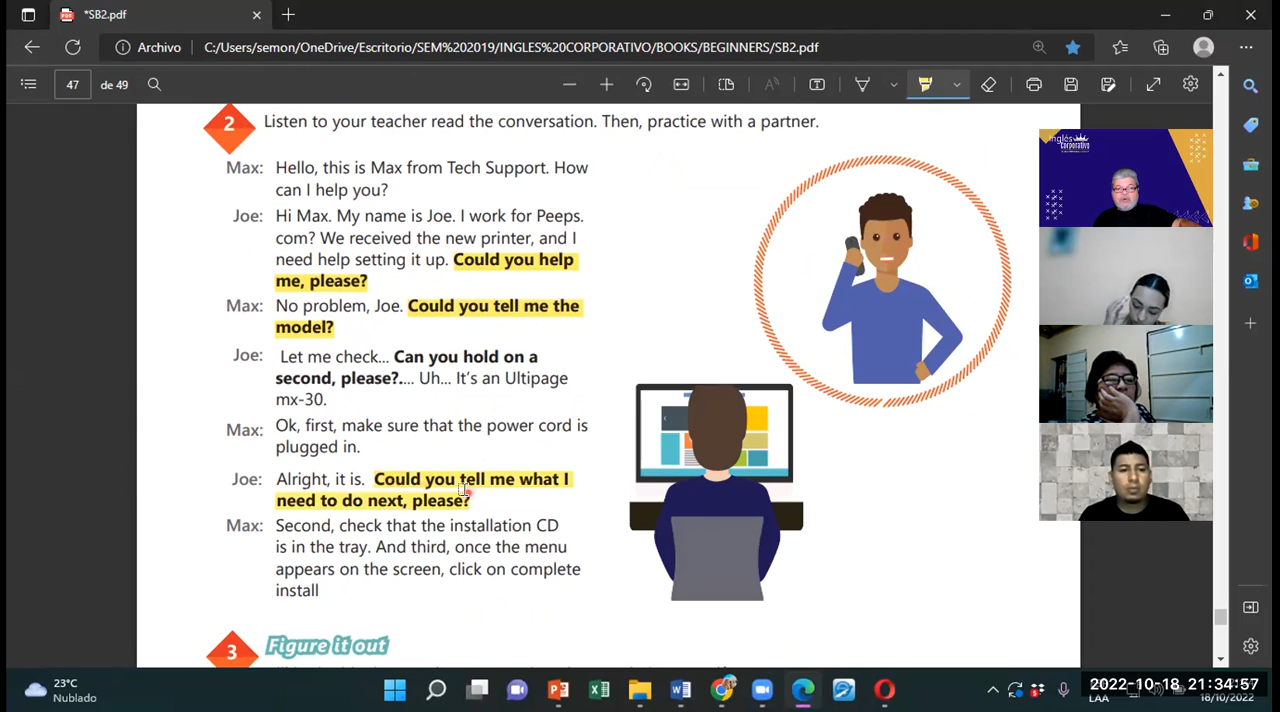 *SB2.pdf
Archivo
C:/Users/semon/OneDrive/Escritorio/SEM%202019/INGLES%20CORPORATIVO/BOOKS/BEGINNERS/SB2.pdf
47 de 49
2 Listen to your teacher read the conversation. Then, practice with a partner.
Max: Hello, this is Max from Tech Support. How
can I help you?
Joe: Hi Max. My name is Joe. I work for Peeps.
com? We received the new printer, and I
need help setting it up. Could you help
me, please?
Max: No problem, Joe. Could you tell me the
model?
Joe: Let me check... Can you hold on a
second, please?.... Uh... It's an Ultipage
mx-30.
Max: Ok, first, make sure that the power cord is
plugged in.
Joe: Alright, it is. Could you tell me what I
need to do next, please?
Max: Second, check that the installation CD
is in the tray. And third, once the menu
appears on the screen, click on complete
install
3 Figure it out
Inglés
Corporativo
23°C
Nublado
2022-10-18 21:34:57
LAA
18/10/2022